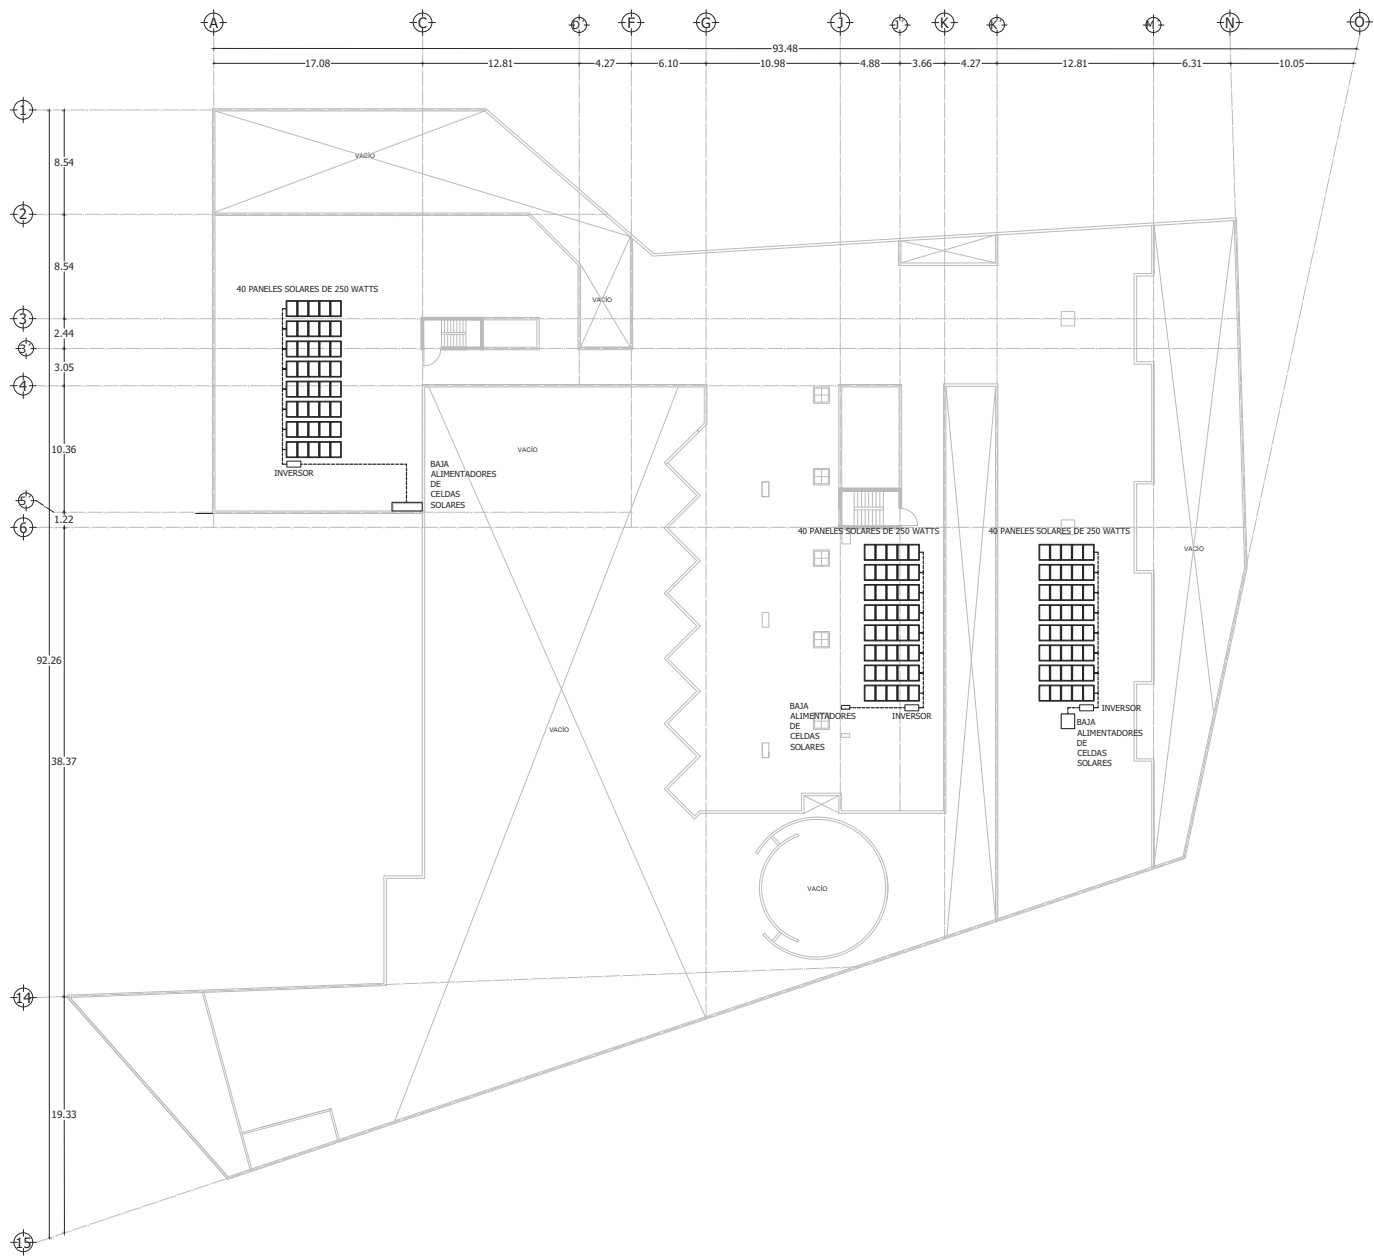 A C D' F G J J' K K' M' N O
93.48
17.08 12.81 4.27 6.10 10.98 4.88 3.66 4.27 12.81 6.31 10.05
1
8.54
VACÍO
2
8.54
40 PANELES SOLARES DE 250 WATTS
VACÍO
3
2.44
3'
3.05
4
10.36
VACÍO
BAJA
ALIMENTADORES
DE
CELDAS
SOLARES
INVERSOR
5'
1.22
6
40 PANELES SOLARES DE 250 WATTS
40 PANELES SOLARES DE 250 WATTS
VACÍO
92.26
BAJA
ALIMENTADORES
DE
CELDAS
SOLARES
INVERSOR
INVERSOR
BAJA
ALIMENTADORES
DE
CELDAS
SOLARES
VACÍO
38.37
VACÍO
14
19.33
15